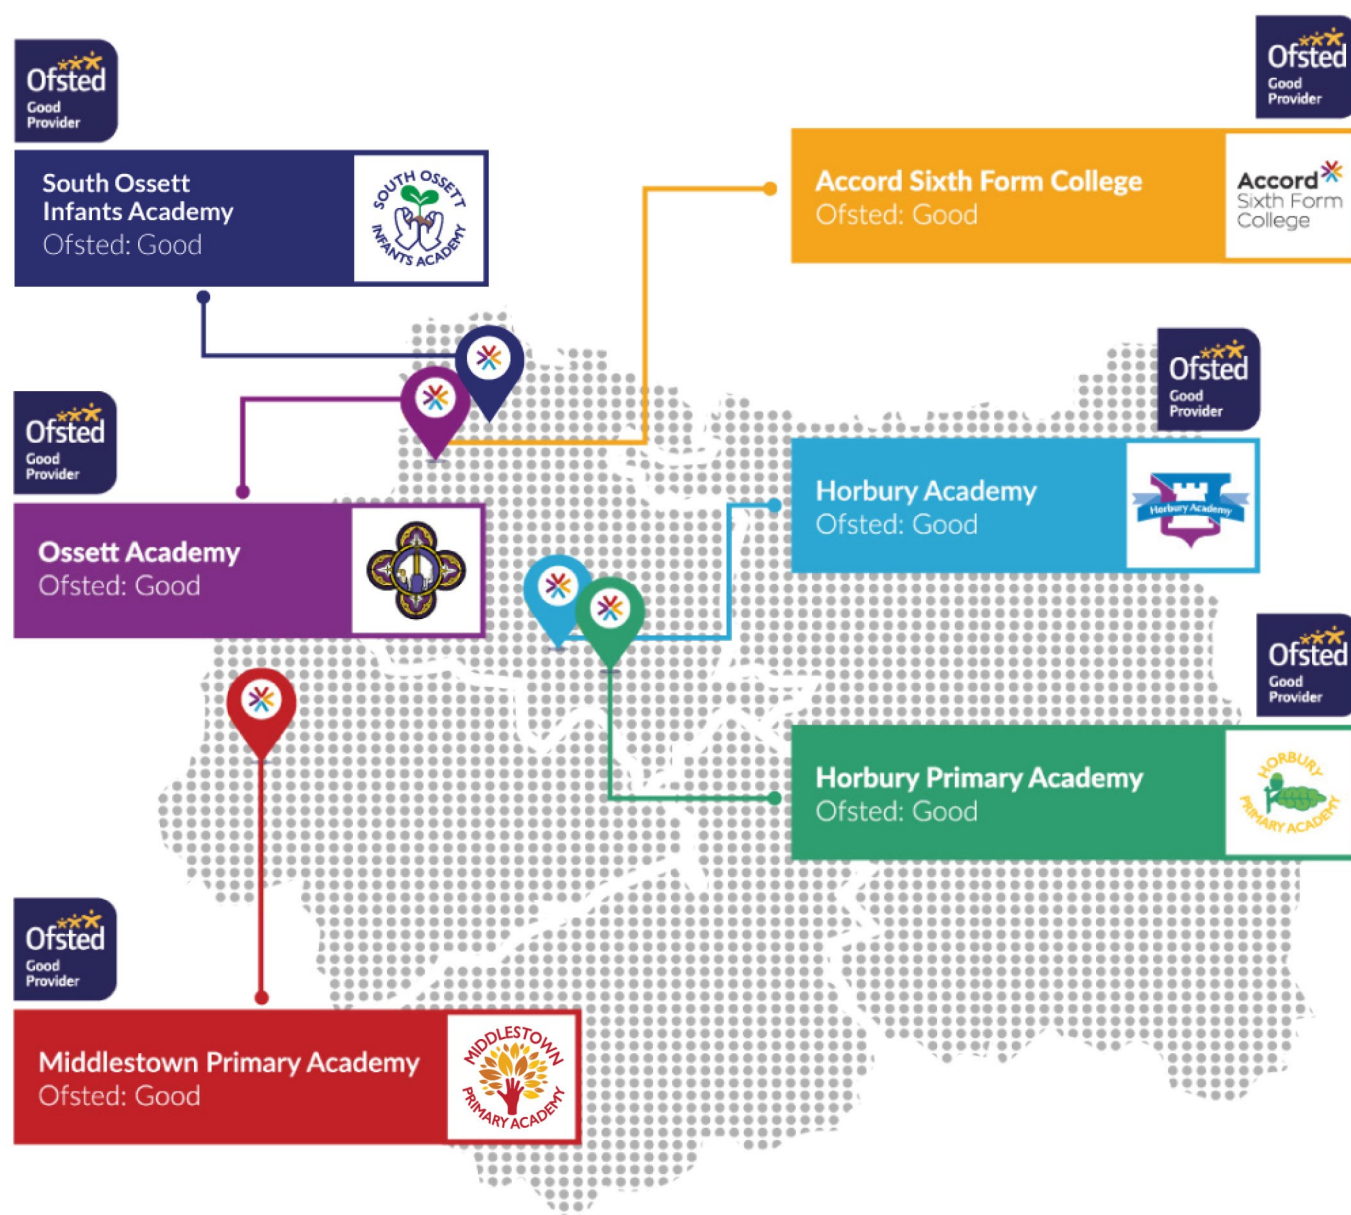 Ofsted
Good
Provider
South Ossett
Infants Academy
Ofsted: Good
SOUTH OSSETT
INFANTS ACADEMY
Ofsted
Good
Provider
Accord Sixth Form College
Ofsted: Good
Accord
Sixth Form
College
Ofsted
Good
Provider
Ossett Academy
Ofsted: Good
Ofsted
Good
Provider
Horbury Academy
Ofsted: Good
Horbury Academy
Ofsted
Good
Provider
Horbury Primary Academy
Ofsted: Good
HORBURY
PRIMARY ACADEMY
Ofsted
Good
Provider
Middlestown Primary Academy
Ofsted: Good
MIDDLESTOWN
PRIMARY ACADEMY